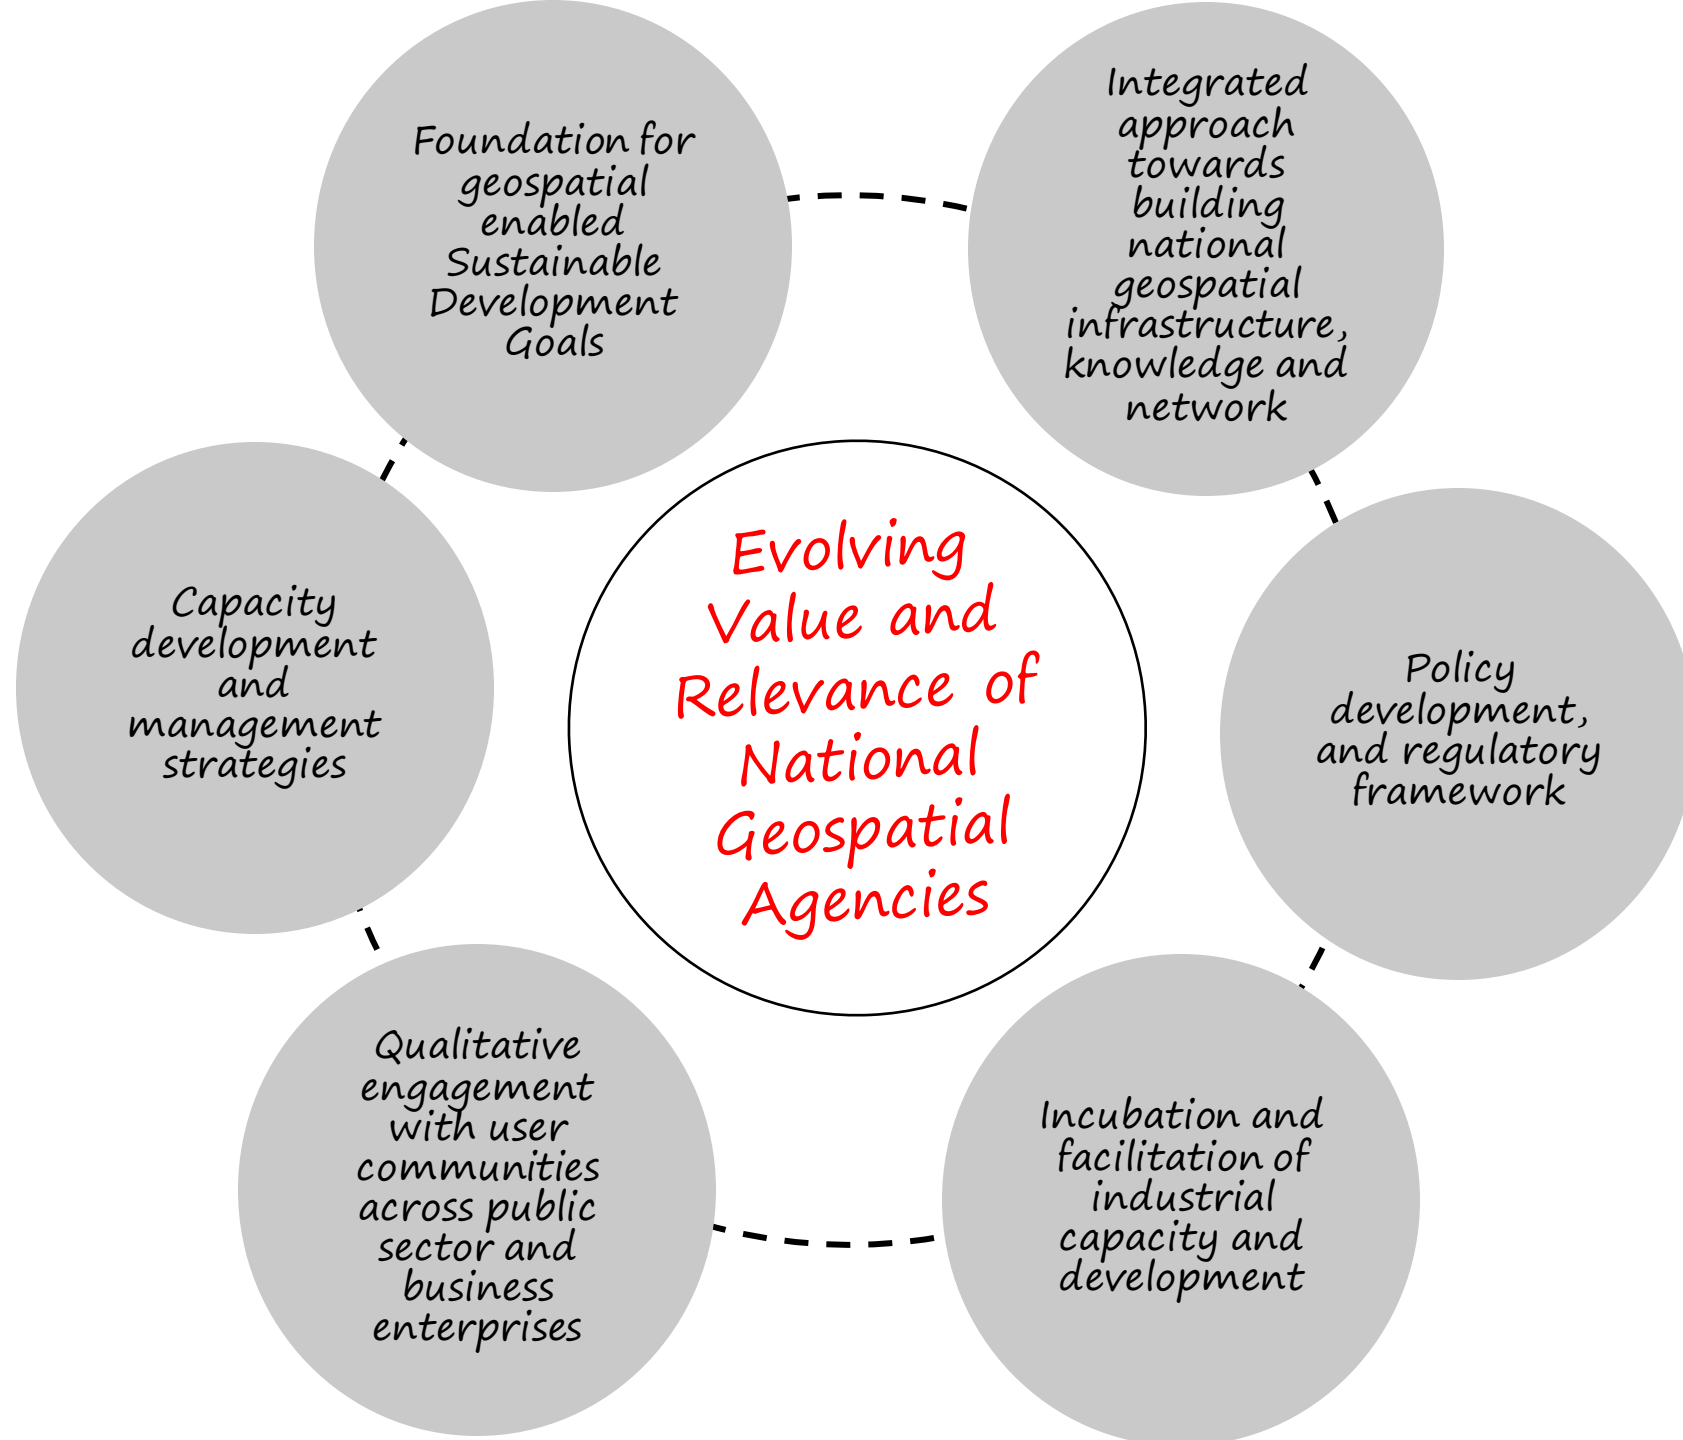 Foundation for
geospatial
enabled
Sustainable
Development
Goals
Integrated
approach
towards
building
national
geospatial
infrastructure,
knowledge and
network
Capacity
development
and
management
strategies
Evolving
Value and
Relevance of
National
Geospatial
Agencies
Policy
development,
and regulatory
framework
Qualitative
engagement
with user
communities
across public
sector and
business
enterprises
Incubation and
facilitation of
industrial
capacity and
development